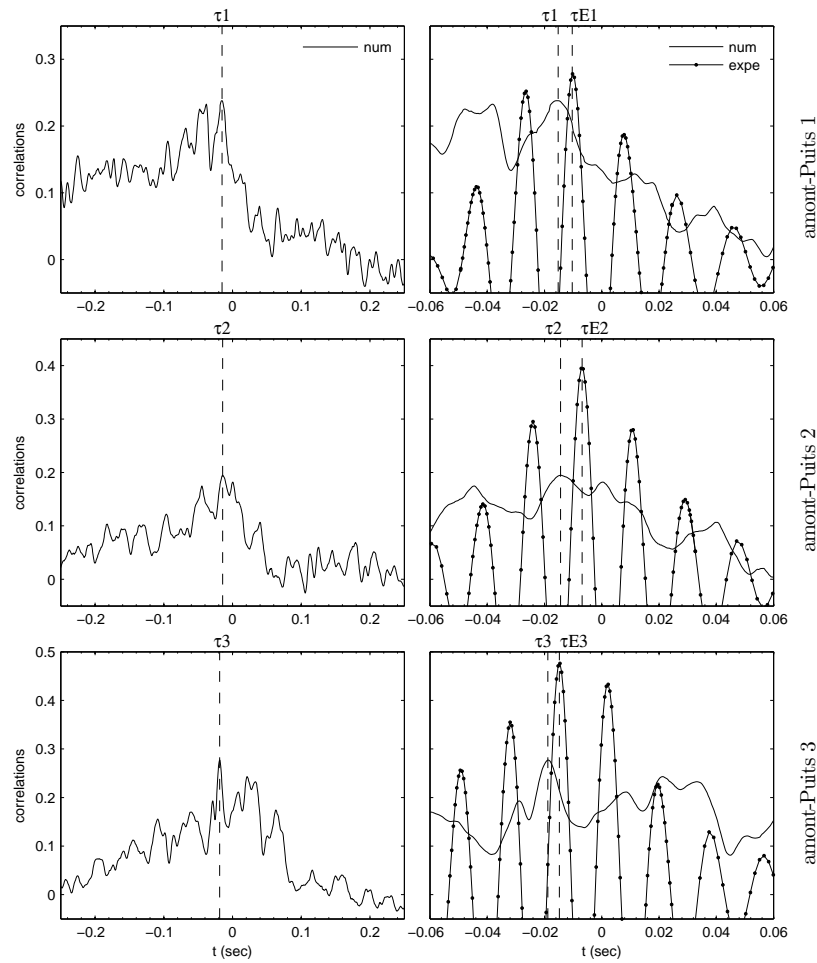 τ1
τ1 τE1
0.3
0.2
0.1
0
correlations
num
num
expe
amont-Puits 1
−0.2 −0.1 0 0.1 0.2
−0.06 −0.04 −0.02 0 0.02 0.04 0.06
τ2
τ2 τE2
0.4
0.3
0.2
0.1
0
correlations
amont-Puits 2
−0.2 −0.1 0 0.1 0.2
−0.06 −0.04 −0.02 0 0.02 0.04 0.06
τ3
τ3 τE3
0.5
0.4
0.3
0.2
0.1
0
correlations
amont-Puits 3
−0.2 −0.1 0 0.1 0.2
−0.06 −0.04 −0.02 0 0.02 0.04 0.06
t (sec)
t (sec)